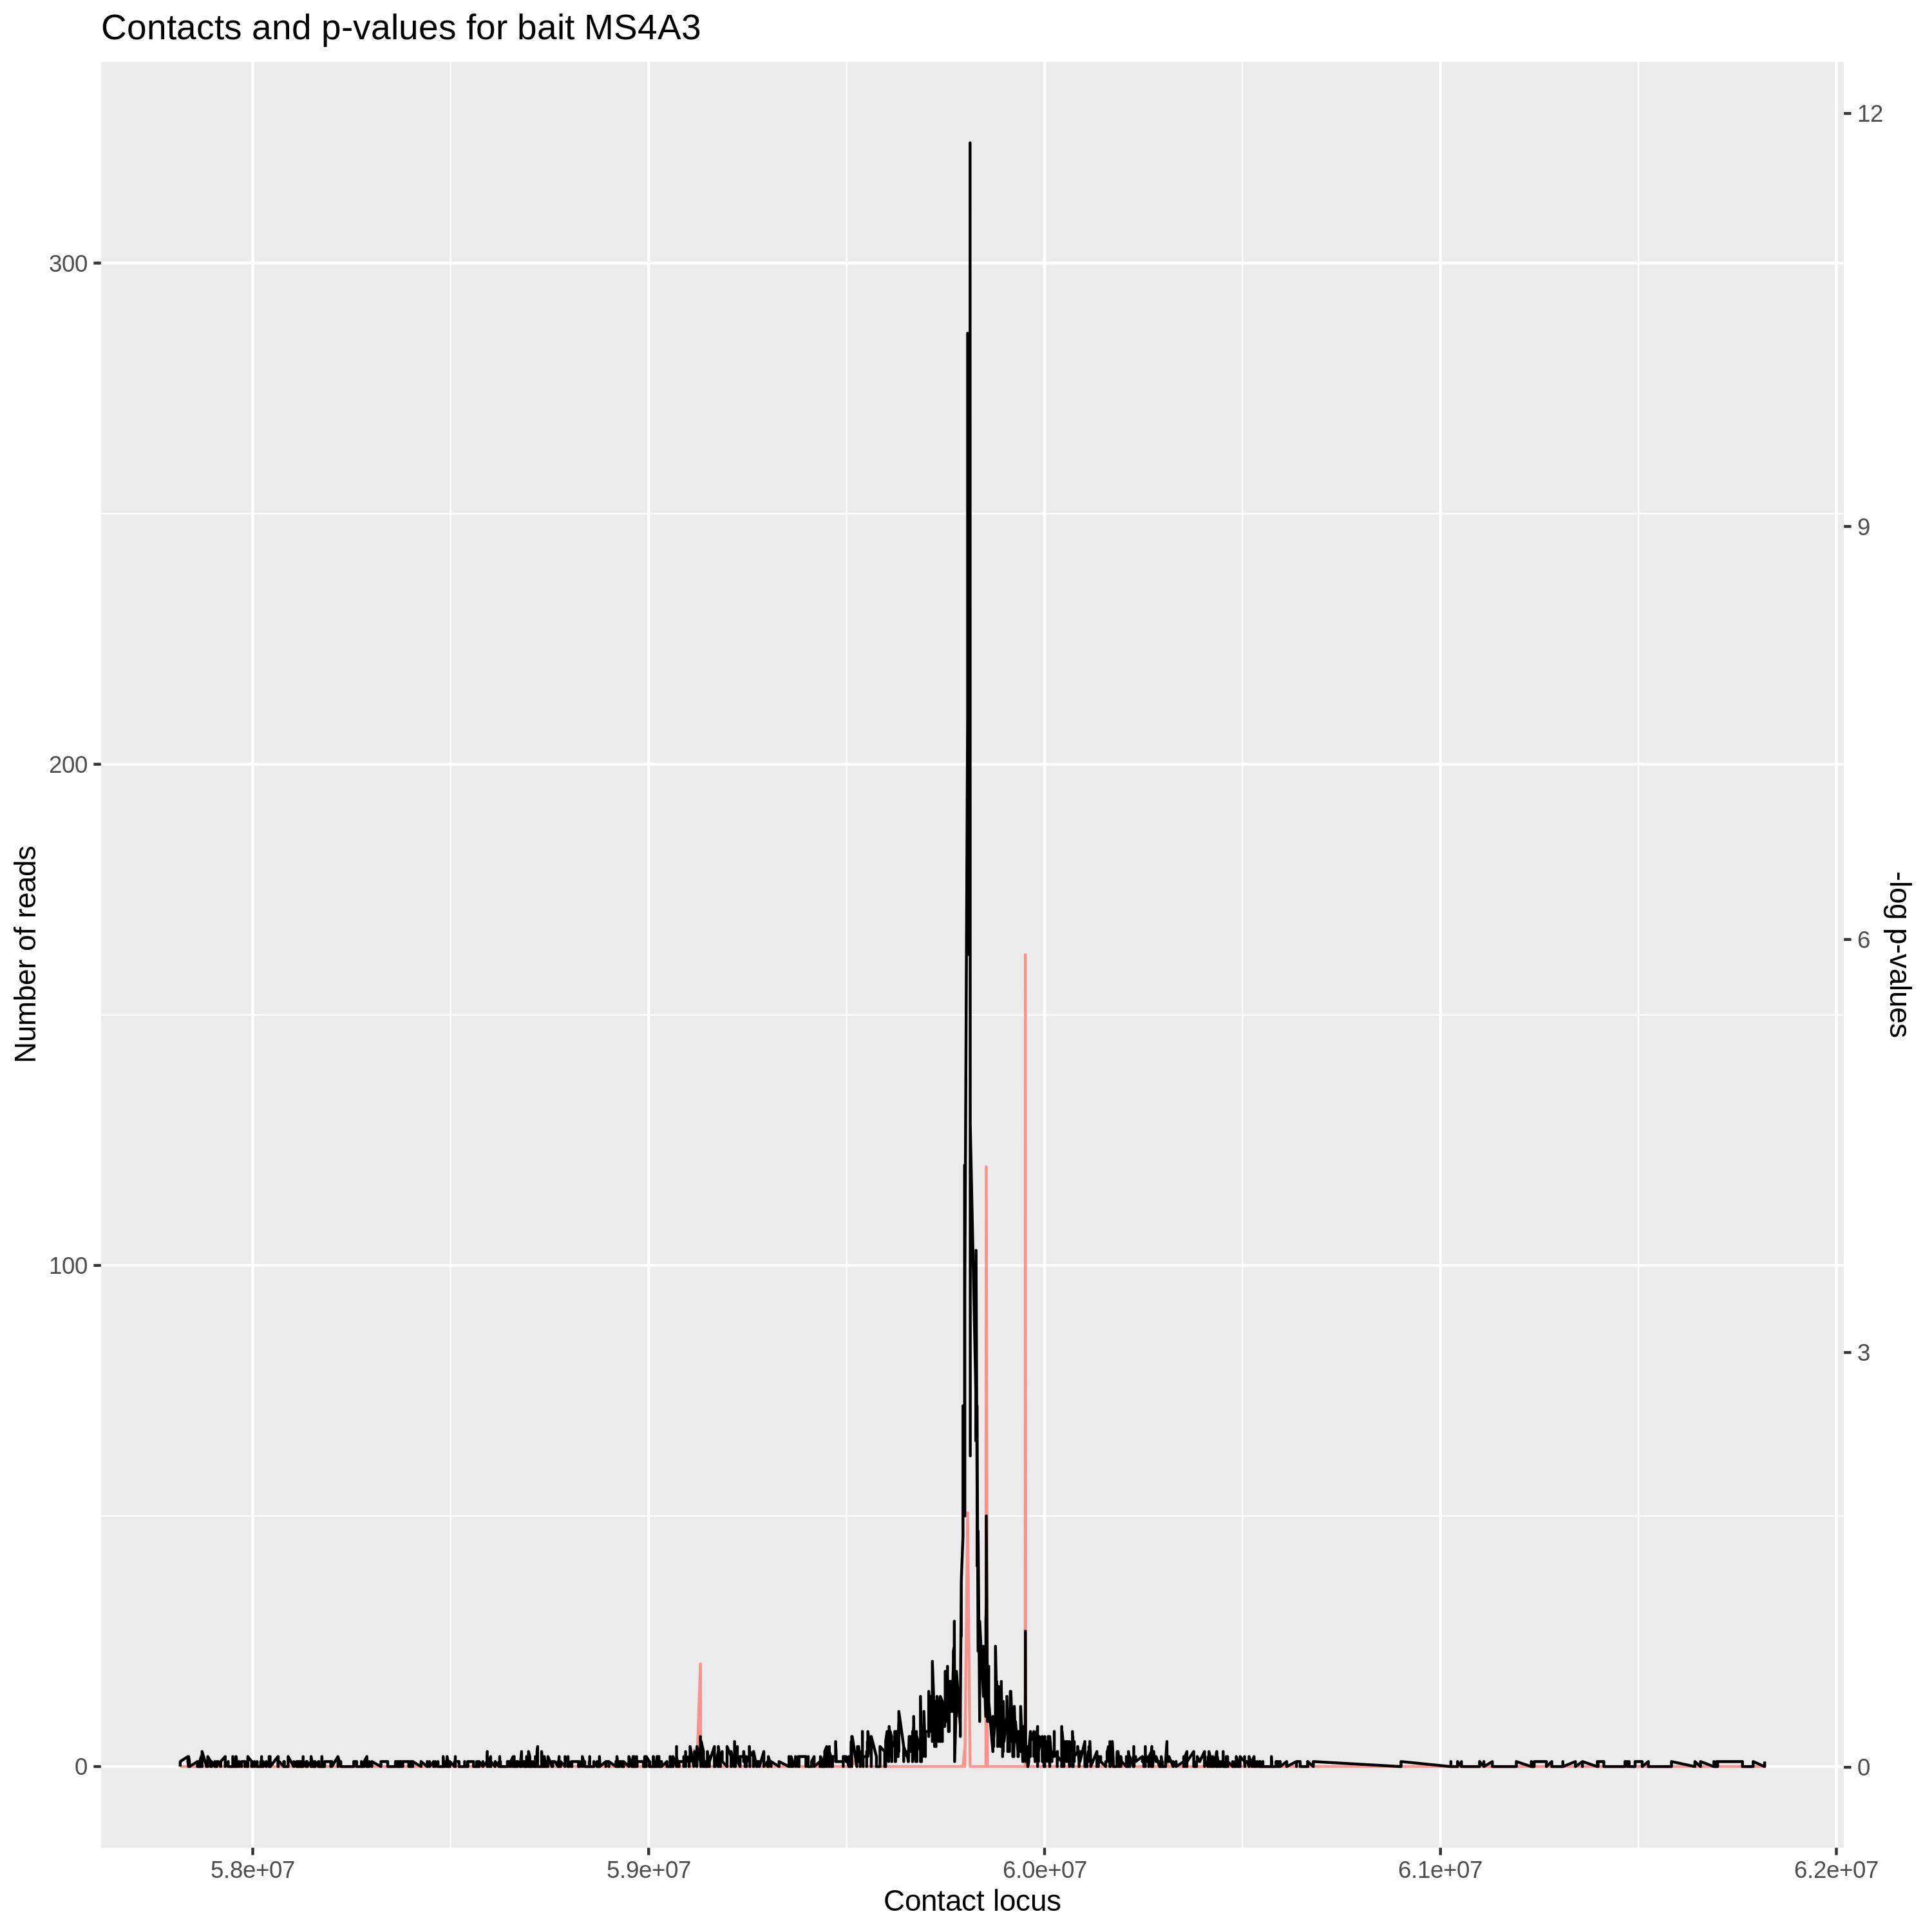 Contacts and p-values for bait MS4A3
12
300
9
200
6
Number of reads
-log p-values
100
3
0
0
5.8e+07 5.9e+07 6.0e+07 6.1e+07 6.2e+07
Contact locus